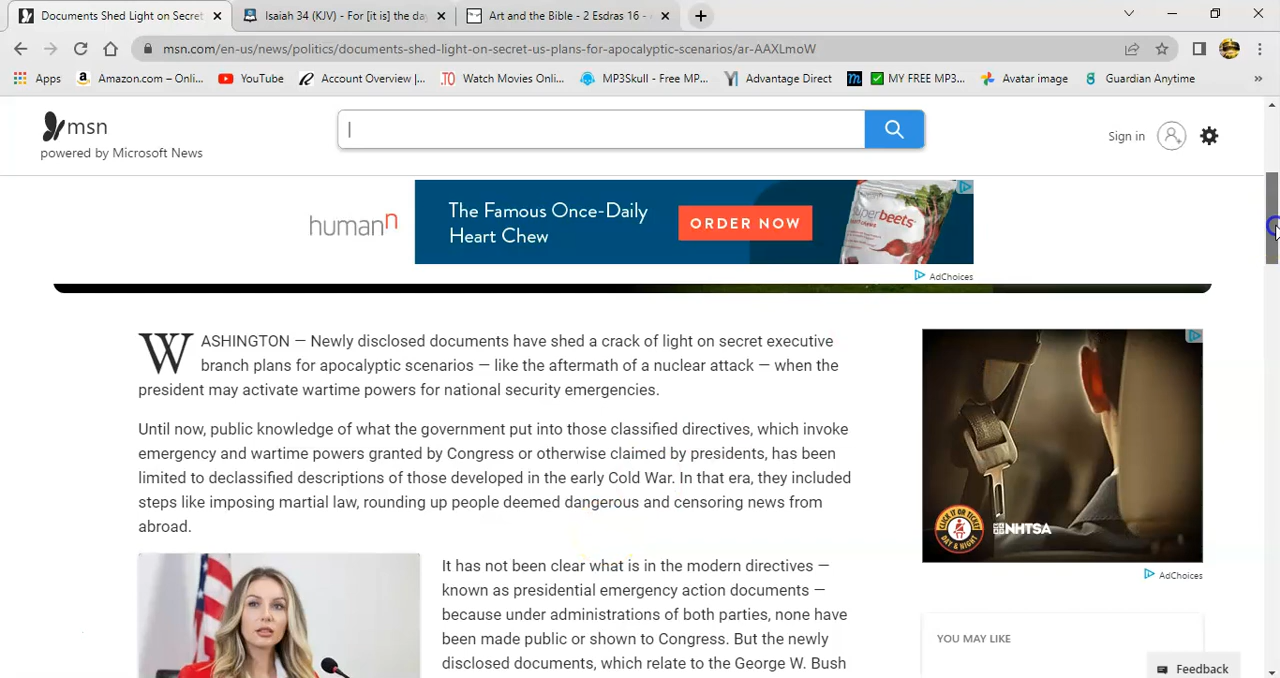 Documents Shed Light on Secret
Isaiah 34 (KJV) - For [it is] the day
Art and the Bible - 2 Esdras 16 -
msn.com/en-us/news/politics/documents-shed-light-on-secret-us-plans-for-apocalyptic-scenarios/ar-AAXLmoW
Apps
Amazon.com – Onli...
YouTube
Account Overview |...
Watch Movies Onli...
MP3Skull - Free MP...
Advantage Direct
MY FREE MP3...
Avatar image
Guardian Anytime
»
msn
powered by Microsoft News
Sign in
humann
The Famous Once-Daily
Heart Chew
ORDER NOW
superbeets
HEART CHEWS
AdChoices
WASHINGTON — Newly disclosed documents have shed a crack of light on secret executive
branch plans for apocalyptic scenarios — like the aftermath of a nuclear attack — when the
president may activate wartime powers for national security emergencies.
Until now, public knowledge of what the government put into those classified directives, which invoke
emergency and wartime powers granted by Congress or otherwise claimed by presidents, has been
limited to declassified descriptions of those developed in the early Cold War. In that era, they included
steps like imposing martial law, rounding up people deemed dangerous and censoring news from
abroad.
It has not been clear what is in the modern directives —
known as presidential emergency action documents —
because under administrations of both parties, none have
been made public or shown to Congress. But the newly
disclosed documents, which relate to the George W. Bush
CLICK IT OR TICKET
DAY & NIGHT
NHTSA
AdChoices
YOU MAY LIKE
Feedback